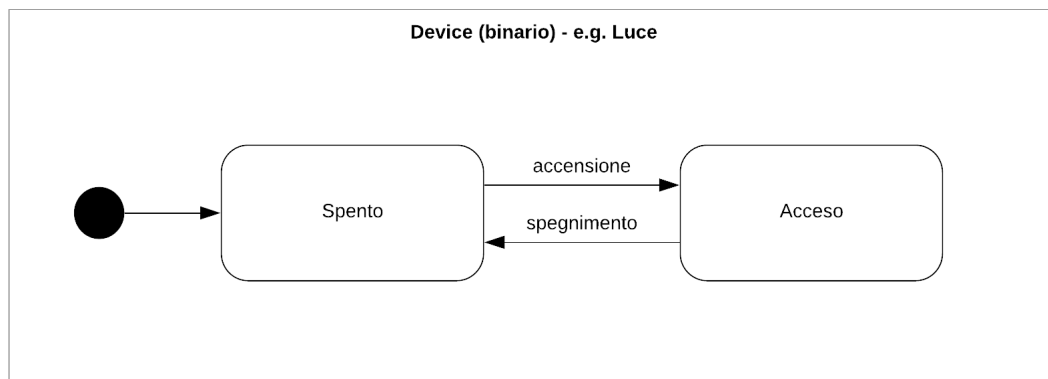 Device (binario) - e.g. Luce
accensione
Spento
Acceso
spegnimento